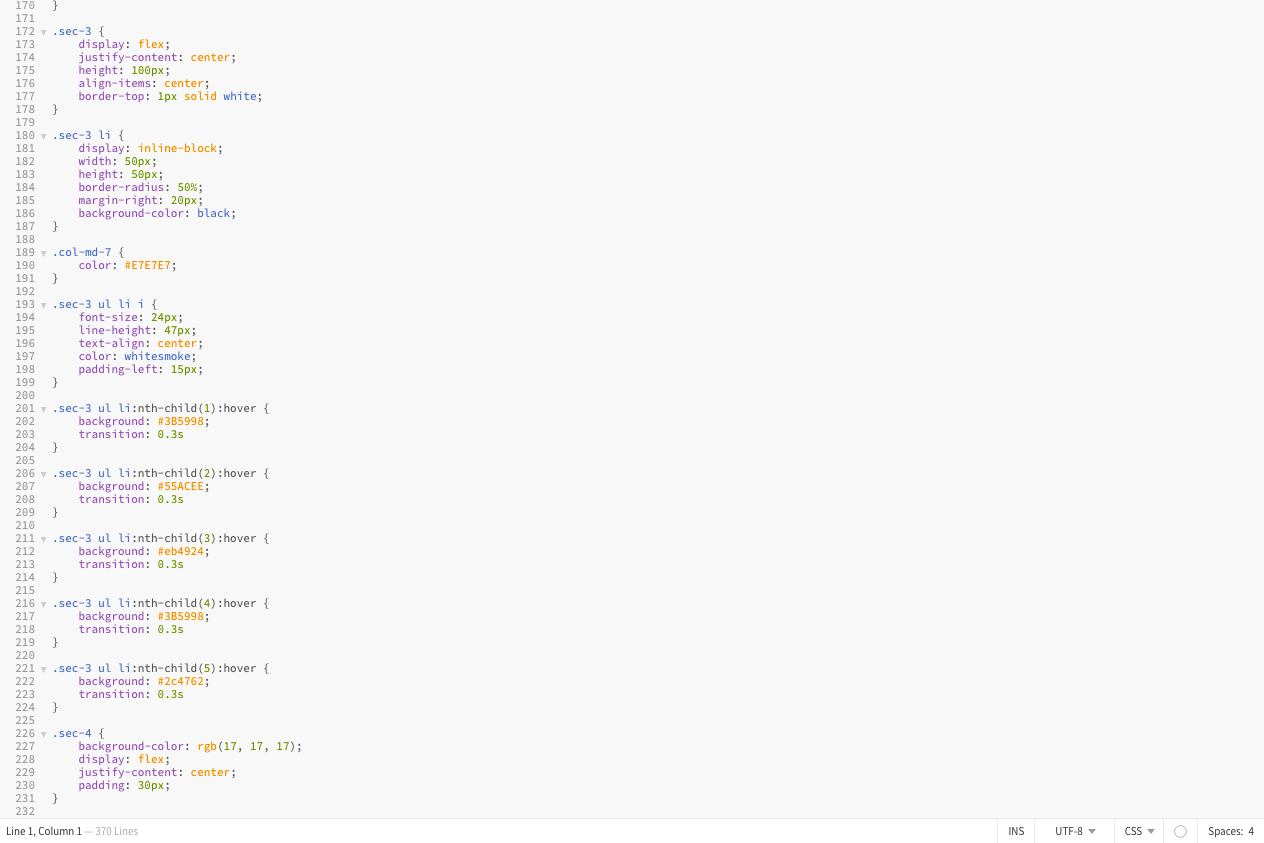 170 }
171
172 .sec-3 {
173     display: flex;
174     justify-content: center;
175     height: 100px;
176     align-items: center;
177     border-top: 1px solid white;
178 }
179
180 .sec-3 li {
181     display: inline-block;
182     width: 50px;
183     height: 50px;
184     border-radius: 50%;
185     margin-right: 20px;
186     background-color: black;
187 }
188
189 .col-md-7 {
190     color: #E7E7E7;
191 }
192
193 .sec-3 ul li i {
194     font-size: 24px;
195     line-height: 47px;
196     text-align: center;
197     color: whitesmoke;
198     padding-left: 15px;
199 }
200
201 .sec-3 ul li:nth-child(1):hover {
202     background: #3B5998;
203     transition: 0.3s
204 }
205
206 .sec-3 ul li:nth-child(2):hover {
207     background: #55ACEE;
208     transition: 0.3s
209 }
210
211 .sec-3 ul li:nth-child(3):hover {
212     background: #eb4924;
213     transition: 0.3s
214 }
215
216 .sec-3 ul li:nth-child(4):hover {
217     background: #3B5998;
218     transition: 0.3s
219 }
220
221 .sec-3 ul li:nth-child(5):hover {
222     background: #2c4762;
223     transition: 0.3s
224 }
225
226 .sec-4 {
227     background-color: rgb(17, 17, 17);
228     display: flex;
229     justify-content: center;
230     padding: 30px;
231 }
232
Line 1, Column 1 — 370 Lines INS UTF-8 CSS Spaces: 4